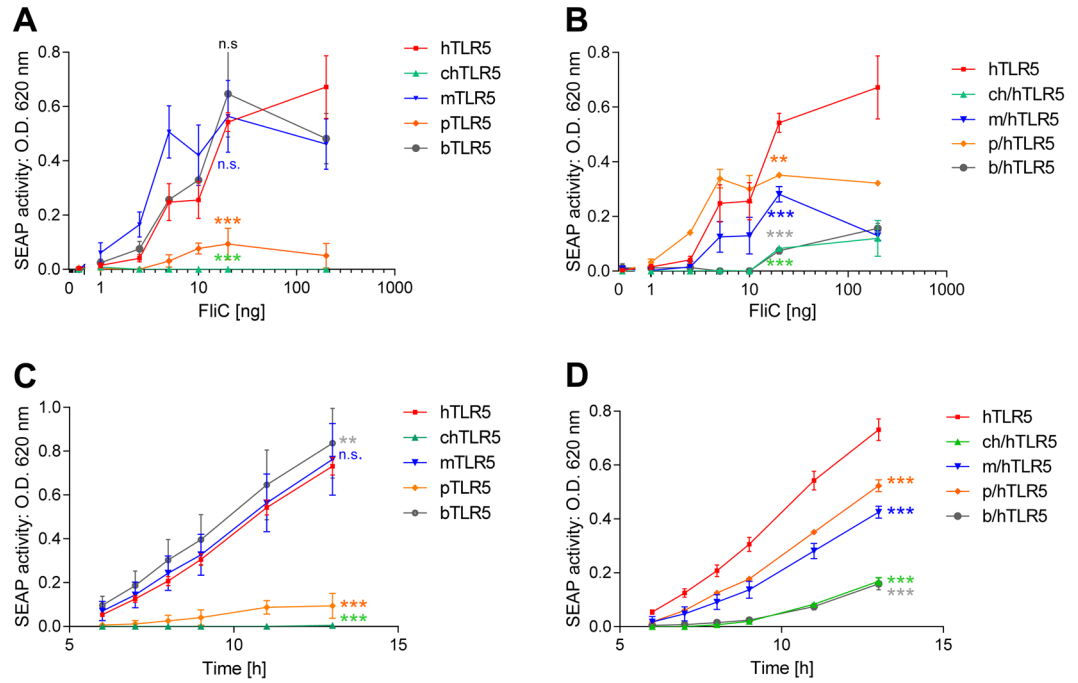 A
SEAP activity: O.D. 620 nm
0.8
0.6
0.4
0.2
0.0
0 1 10 100 1000
FliC [ng]
n.s
n.s.
***
***
hTLR5
chTLR5
mTLR5
pTLR5
bTLR5
B
SEAP activity: O.D. 620 nm
0.8
0.6
0.4
0.2
0.0
0 1 10 100 1000
FliC [ng]
**
***
***
***
hTLR5
ch/hTLR5
m/hTLR5
p/hTLR5
b/hTLR5
C
SEAP activity: O.D. 620 nm
1.0
0.8
0.6
0.4
0.2
0.0
5 10 15
Time [h]
**
n.s.
***
***
hTLR5
chTLR5
mTLR5
pTLR5
bTLR5
D
SEAP activity: O.D. 620 nm
0.8
0.6
0.4
0.2
0.0
5 10 15
Time [h]
***
***
***
***
hTLR5
ch/hTLR5
m/hTLR5
p/hTLR5
b/hTLR5